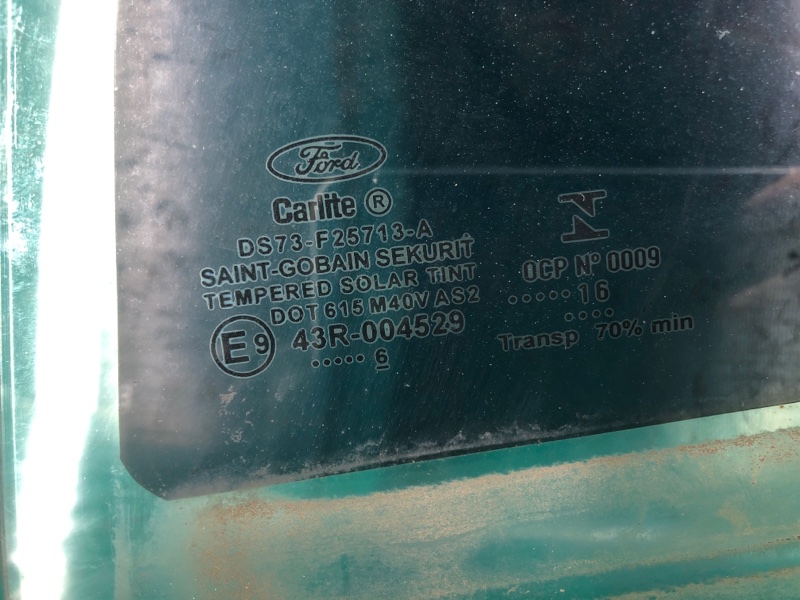 Ford
Carlite ®
DS73-F25713-A
SAINT-GOBAIN SEKURIT
TEMPERED SOLAR TINT
DOT 615 M40V AS2
E9 43R-004529
..... 6
OCP Nº 0009
..... 16
....
Transp 70% min